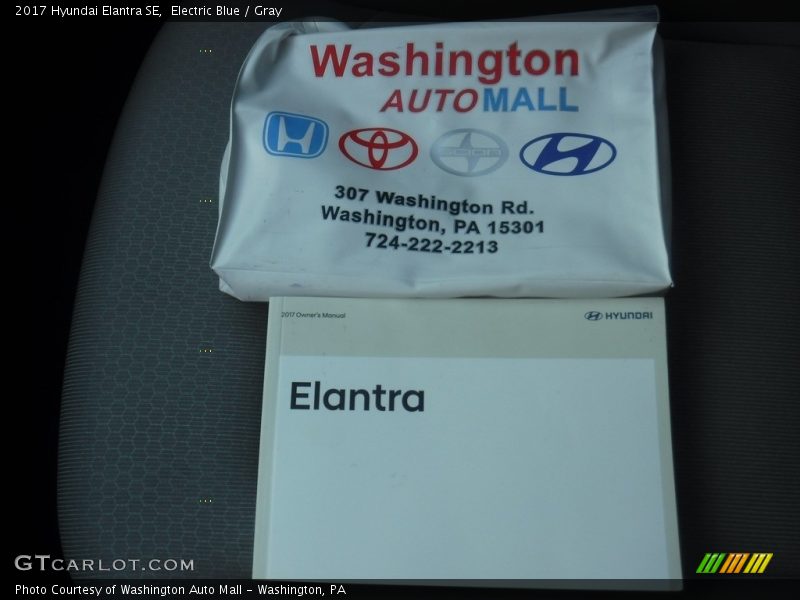 2017 Hyundai Elantra SE,  Electric Blue / Gray
Washington
AUTOMALL
307 Washington Rd.
Washington, PA 15301
724-222-2213
2017 Owner's Manual
HYUNDAI
Elantra
GTCARLOT.COM
Photo Courtesy of Washington Auto Mall - Washington, PA